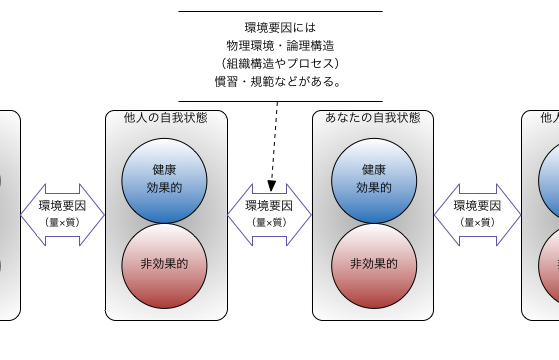 環境要因には
物理環境・論理構造
（組織構造やプロセス）
慣習・規範などがある。
他人の自我状態
あなたの自我状態
他人
健康
効果的
健康
効果的
環境要因
（量×質）
環境要因
（量×質）
環境要因
（量×質）
非効果的
非効果的